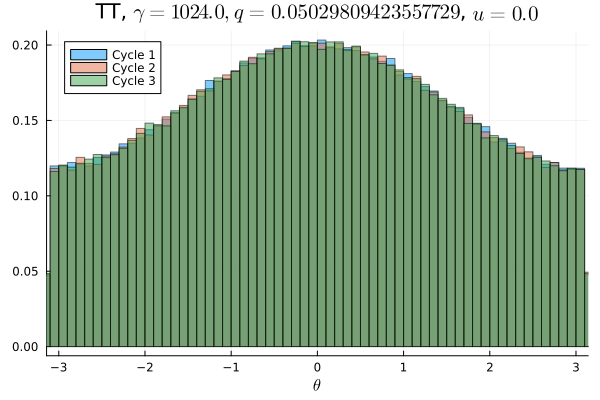 TT, γ = 1024.0, q = 0.05029809423557729, u = 0.0
0.20
Cycle 1
Cycle 2
Cycle 3
0.15
0.10
0.05
0.00
−3 −2 −1 0 1 2 3
θ